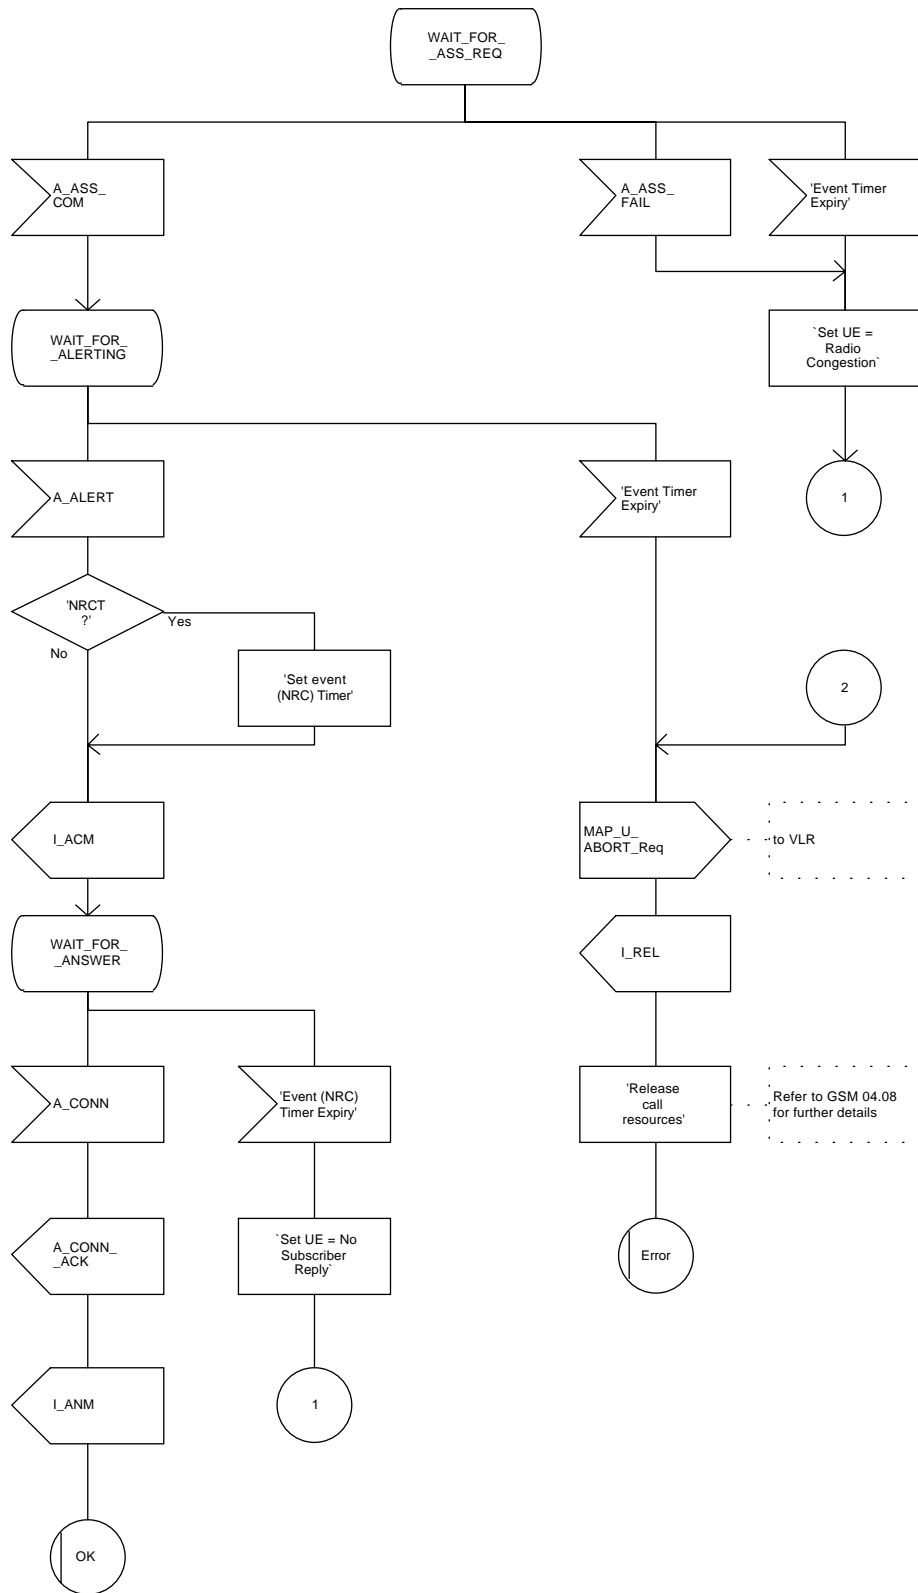 WAIT_FOR_
_ASS_REQ
A_ASS_
COM
A_ASS_
FAIL
'Event Timer
Expiry'
WAIT_FOR_
_ALERTING
`Set UE =
Radio
Congestion`
A_ALERT
'Event Timer
Expiry'
1
'NRCT
?'
Yes
No
'Set event
(NRC) Timer'
2
I_ACM
MAP_U_
ABORT_Req
to VLR
WAIT_FOR_
_ANSWER
I_REL
A_CONN
'Event (NRC)
Timer Expiry'
'Release
call
resources'
Refer to GSM 04.08
for further details
A_CONN_
_ACK
`Set UE = No
Subscriber
Reply`
Error
I_ANM
1
OK